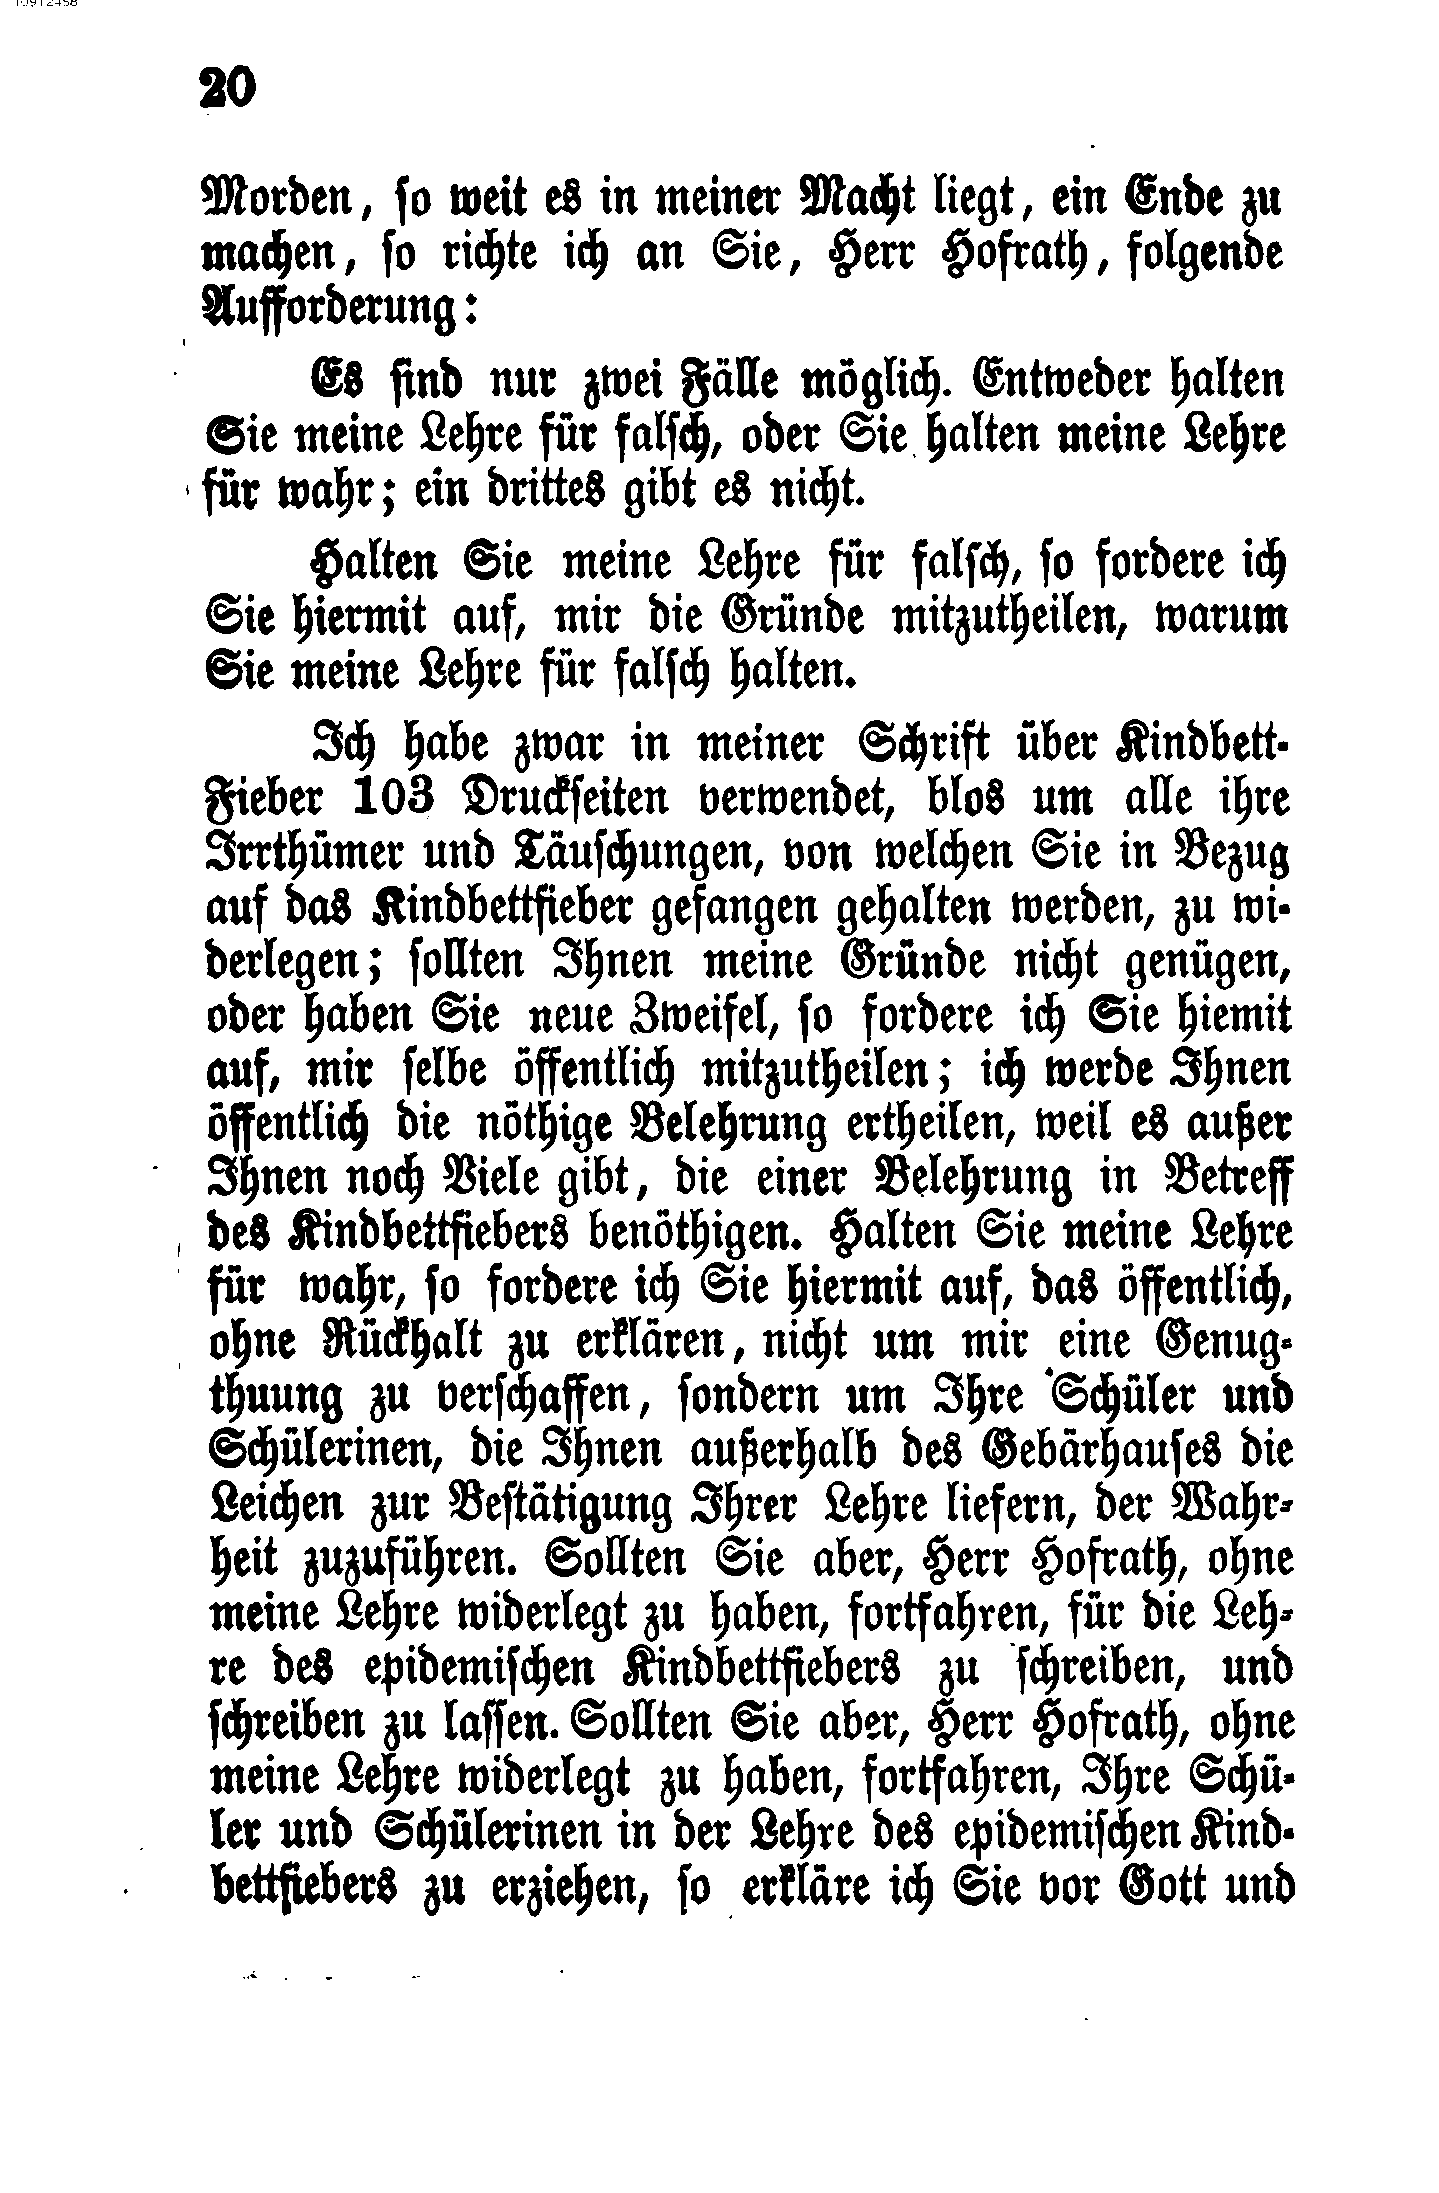 20
Morden, so weit es in meiner Macht liegt, ein Ende zu
machen, so richte ich an Sie, Herr Hofrath, folgende
Aufforderung:
Es sind nur zwei Fälle möglich. Entweder halten
Sie meine Lehre für falsch, oder Sie halten meine Lehre
für wahr; ein drittes gibt es nicht.
Halten Sie meine Lehre für falsch, so fordere ich
Sie hiermit auf, mir die Gründe mitzutheilen, warum
Sie meine Lehre für falsch halten.
Ich habe zwar in meiner Schrift über Kindbett-
Fieber 103 Druckseiten verwendet, blos um alle ihre
Irrthümer und Täuschungen, von welchen Sie in Bezug
auf das Kindbettfieber gefangen gehalten werden, zu wi-
derlegen; sollten Ihnen meine Gründe nicht genügen,
oder haben Sie neue Zweifel, so fordere ich Sie hiemit
auf, mir selbe öffentlich mitzutheilen; ich werde Ihnen
öffentlich die nöthige Belehrung ertheilen, weil es außer
Ihnen noch Viele gibt, die einer Belehrung in Betreff
des Kindbettfiebers benöthigen. Halten Sie meine Lehre
für wahr, so fordere ich Sie hiermit auf, das öffentlich,
ohne Rückhalt zu erklären, nicht um mir eine Genug-
thuung zu verschaffen, sondern um Ihre Schüler und
Schülerinen, die Ihnen außerhalb des Gebärhauses die
Leichen zur Bestätigung Ihrer Lehre liefern, der Wahr-
heit zuzuführen. Sollten Sie aber, Herr Hofrath, ohne
meine Lehre widerlegt zu haben, fortfahren, für die Leh-
re des epidemischen Kindbettfiebers zu schreiben, und
schreiben zu lassen. Sollten Sie aber, Herr Hofrath, ohne
meine Lehre widerlegt zu haben, fortfahren, Ihre Schü-
ler und Schülerinen in der Lehre des epidemischen Kind-
bettfiebers zu erziehen, so erkläre ich Sie vor Gott und